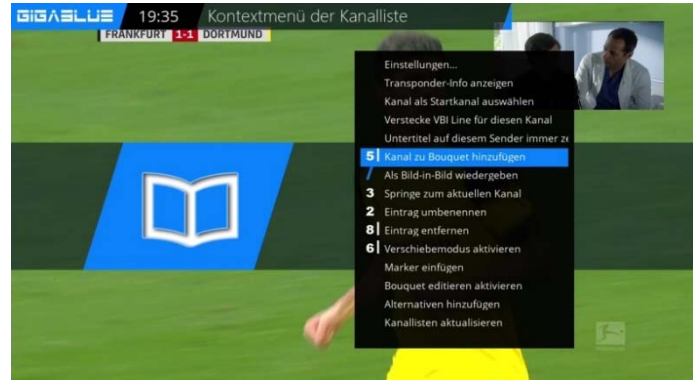 GIGABLUE 19:35 Kontextmenü der Kanalliste
FRANKFURT 1-1 DORTMUND
Einstellungen...
Transponder-Info anzeigen
Kanal als Startkanal auswählen
Verstecke VBI Line für diesen Kanal
Untertitel auf diesem Sender immer ze
5 Kanal zu Bouquet hinzufügen
Als Bild-in-Bild wiedergeben
3 Springe zum aktuellen Kanal
2 Eintrag umbenennen
8 Eintrag entfernen
6 Verschiebemodus aktivieren
Marker einfügen
Bouquet editieren aktivieren
Alternativen hinzufügen
Kanallisten aktualisieren